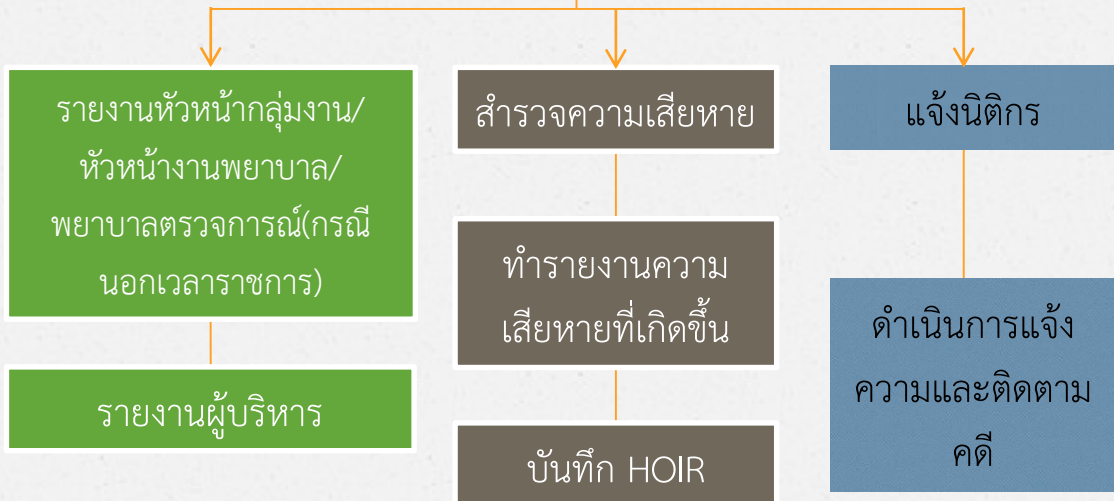 รายงานหัวหน้ากลุ่มงาน/
หัวหน้างานพยาบาล/
พยาบาลตรวจการณ์(กรณี
นอกเวลาราชการ)
รายงานผู้บริหาร
สำรวจความเสียหาย
ทำรายงานความ
เสียหายที่เกิดขึ้น
บันทึก HOIR
แจ้งนิติกร
ดำเนินการแจ้ง
ความและติดตาม
คดี